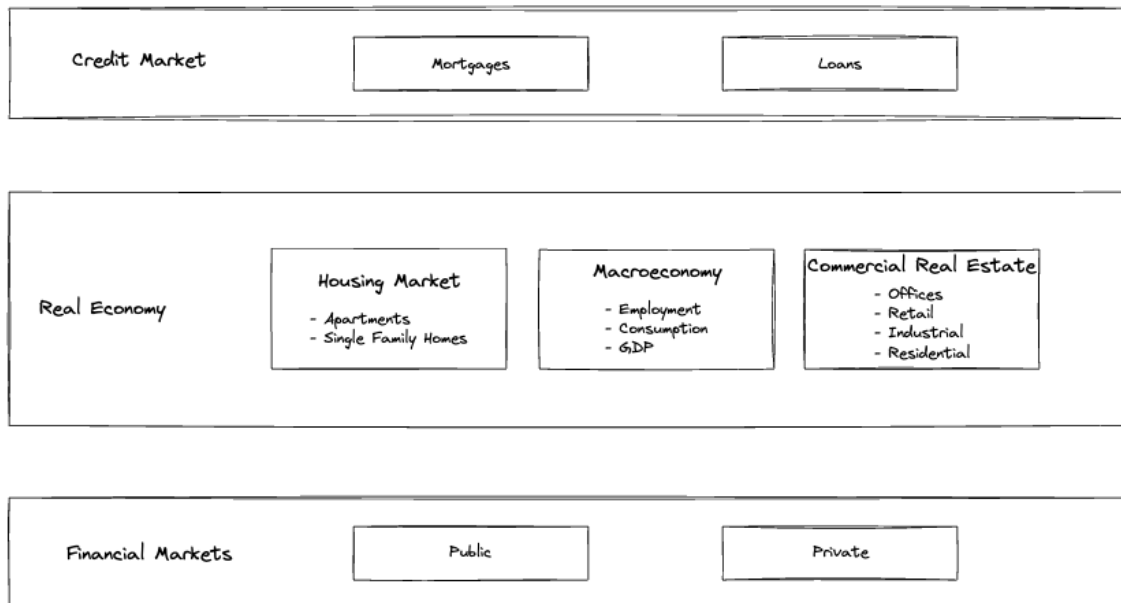 Credit Market
Mortgages
Loans
Real Economy
Housing Market
- Apartments
- Single Family Homes
Macroeconomy
- Employment
- Consumption
- GDP
Commercial Real Estate
- Offices
- Retail
- Industrial
- Residential
Financial Markets
Public
Private